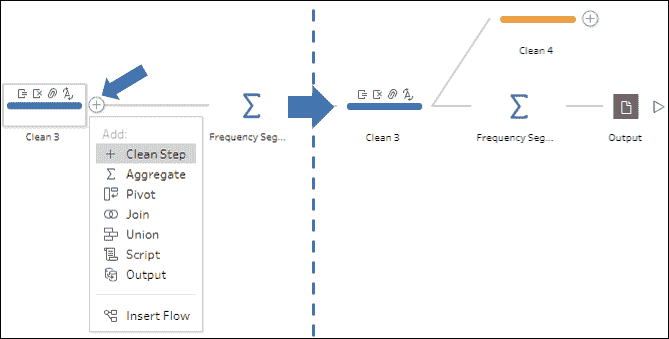 Clean 3
Add:
Clean Step
Aggregate
Pivot
Join
Union
Script
Output
Insert Flow
Frequency Seg...
Clean 3
Clean 4
Frequency Seg...
Output